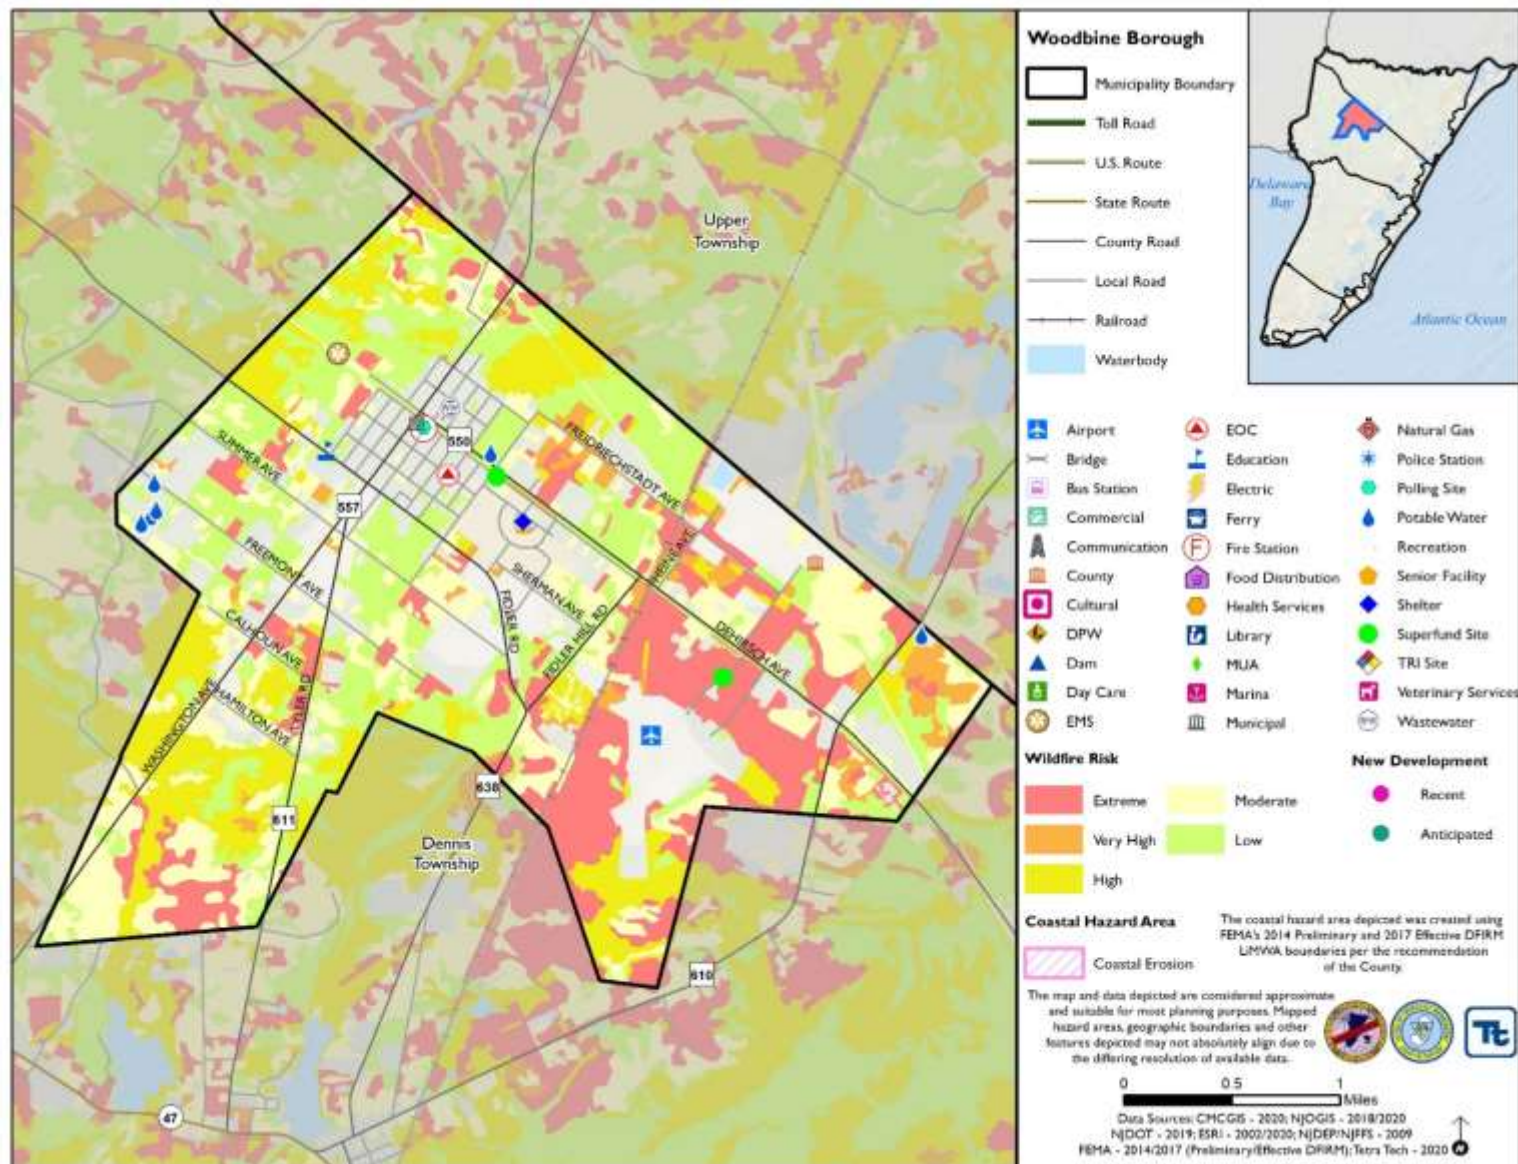 Upper
Township
550
FREIDRIECHSTADT AVE
SUMMER AVE
557
FREEMONT AVE
SHERMAN AVE
FIDLER RD
FIDLER HILL RD
HEINE AVE
DEHIRSCH AVE
CALHOUN AVE
WASHINGTON AVE
HAMILTON AVE
TYLER RD
638
611
Dennis
Township
610
47
Woodbine Borough
Municipality Boundary
Toll Road
U.S. Route
State Route
County Road
Local Road
Railroad
Waterbody
Delaware
Bay
Atlantic Ocean
Airport
Bridge
Bus Station
Commercial
Communication
County
Cultural
DPW
Dam
Day Care
EMS
EOC
Education
Electric
Ferry
F
Fire Station
Food Distribution
Health Services
Library
MUA
Marina
Municipal
Natural Gas
Police Station
Polling Site
Potable Water
Recreation
Senior Facility
Shelter
Superfund Site
TRI Site
Veterinary Services
Wastewater
Wildfire Risk
Extreme
Very High
High
Moderate
Low
New Development
Recent
Anticipated
Coastal Hazard Area
Coastal Erosion
The coastal hazard area depicted was created using
FEMA's 2014 Preliminary and 2017 Effective DFIRM
LiMWA boundaries per the recommendation
of the County.
The map and data depicted are considered approximate
and suitable for most planning purposes. Mapped
hazard areas, geographic boundaries and other
features depicted may not absolutely align due to
the differing resolution of available data.
Tt
0 0.5 1
Miles
Data Sources: CMCGIS - 2020; NJOGIS - 2018/2020
NJDOT - 2019; ESRI - 2002/2020; NJDEP/NJFFS - 2009
FEMA - 2014/2017 (Preliminary/Effective DFIRM); Tetra Tech - 2020
N